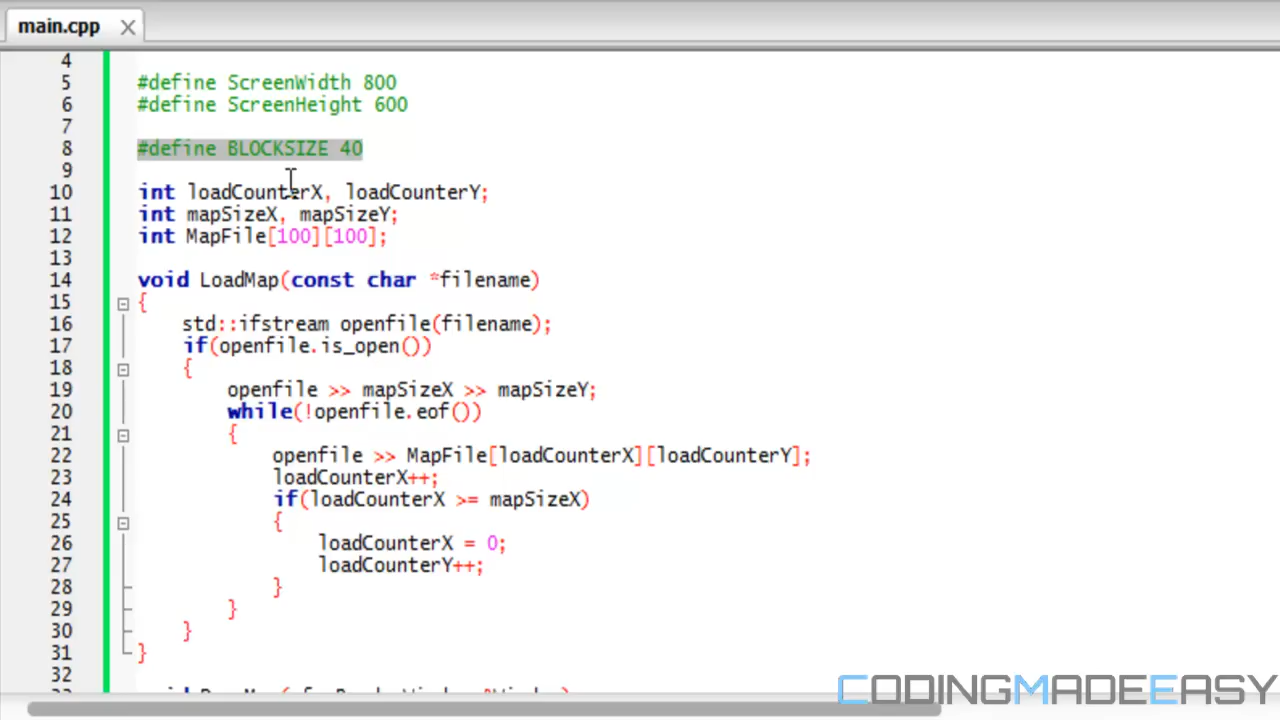 main.cpp
4
5 #define ScreenWidth 800
6 #define ScreenHeight 600
7
8 #define BLOCKSIZE 40
9
10 int loadCounterX, loadCounterY;
11 int mapSizeX, mapSizeY;
12 int MapFile[100][100];
13
14 void LoadMap(const char *filename)
15 {
16 std::ifstream openfile(filename);
17 if(openfile.is_open())
18 {
19 openfile >> mapSizeX >> mapSizeY;
20 while(!openfile.eof())
21 {
22 openfile >> MapFile[loadCounterX][loadCounterY];
23 loadCounterX++;
24 if(loadCounterX >= mapSizeX)
25 {
26 loadCounterX = 0;
27 loadCounterY++;
28 }
29 }
30 }
31 }
32
CODINGMADEEASY